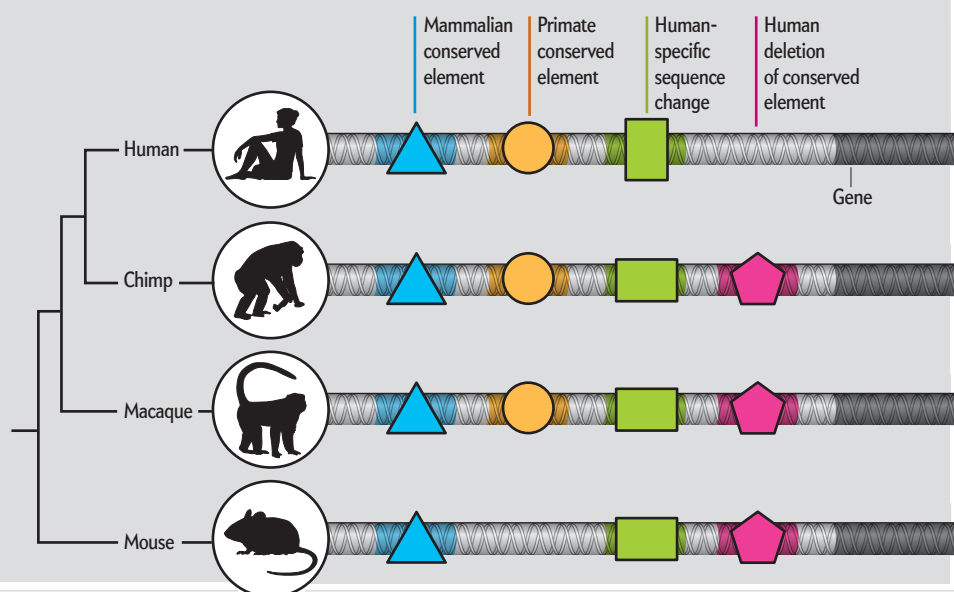 Mammalian
conserved
element
Primate
conserved
element
Human-
specific
sequence
change
Human
deletion
of conserved
element
Human
Gene
Chimp
Macaque
Mouse